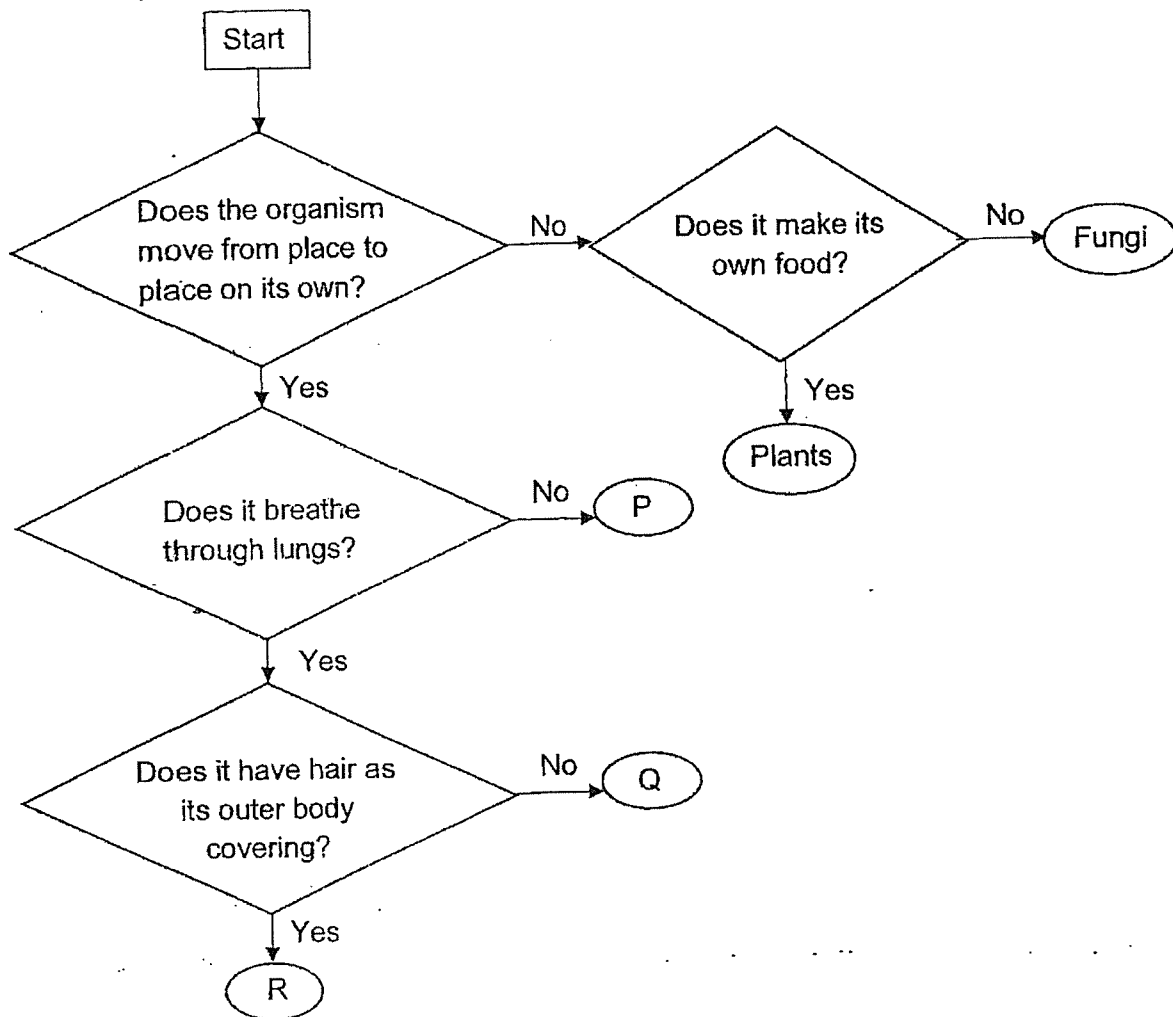 Start
Does the organism
move from place to
place on its own?
No
Does it make its
own food?
No
Fungi
Yes
Plants
Yes
Does it breathe
through lungs?
No
P
Yes
Does it have hair as
its outer body
covering?
No
Q
Yes
R